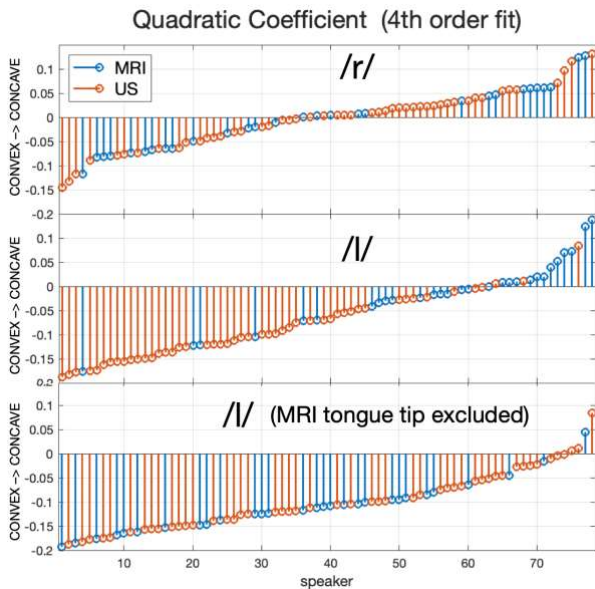 Quadratic Coefficient (4th order fit)
/r/
MRI
US
CONVEX –> CONCAVE
0.1
0.05
0
-0.05
-0.1
-0.15
-0.2
/l/
CONVEX –> CONCAVE
0.1
0.05
0
-0.05
-0.1
-0.15
-0.2
/l/ (MRI tongue tip excluded)
CONVEX –> CONCAVE
0.1
0.05
0
-0.05
-0.1
-0.15
-0.2
10 20 30 40 50 60 70
speaker